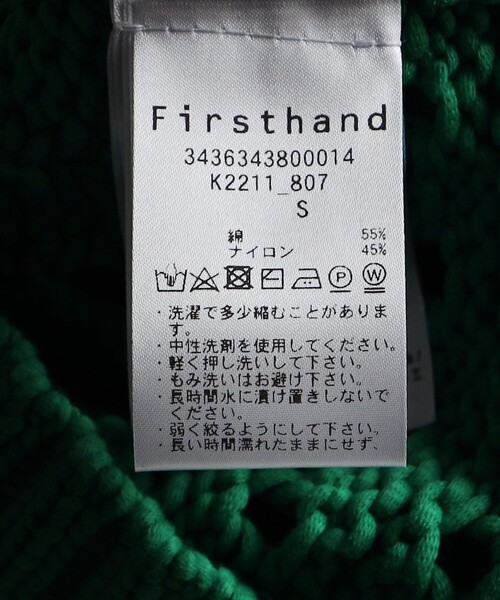 Firsthand
3436343800014
K2211_807
S
綿 55%
ナイロン 45%
P W
・洗濯で多少縮むことがありま
す。
・中性洗剤を使用してください。
・軽く押し洗いして下さい。
・もみ洗いはお避け下さい。
・長時間水に漬け置きしないで
ください。
・弱く絞るようにして下さい。
・長い時間濡れたままにせず、